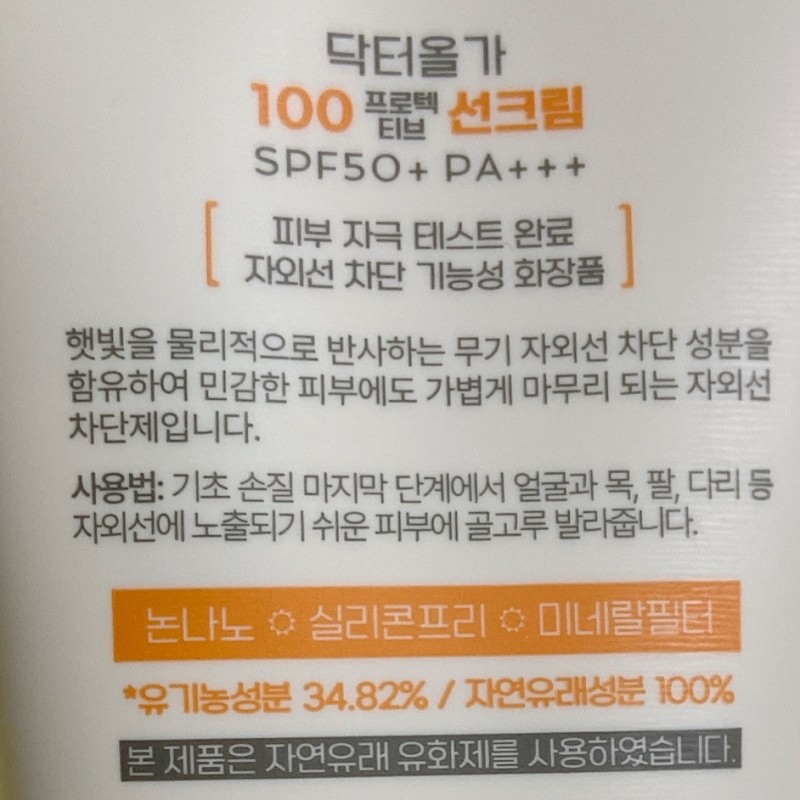 닥터올가
100 프로텍티브 선크림
SPF50+ PA+++
피부 자극 테스트 완료
자외선 차단 기능성 화장품
햇빛을 물리적으로 반사하는 무기 자외선 차단 성분을
함유하여 민감한 피부에도 가볍게 마무리 되는 자외선
차단제입니다.
사용법: 기초 손질 마지막 단계에서 얼굴과 목, 팔, 다리 등
자외선에 노출되기 쉬운 피부에 골고루 발라줍니다.
논나노 실리콘프리 미네랄필터
*유기농성분 34.82% / 자연유래성분 100%
본 제품은 자연유래 유화제를 사용하였습니다.